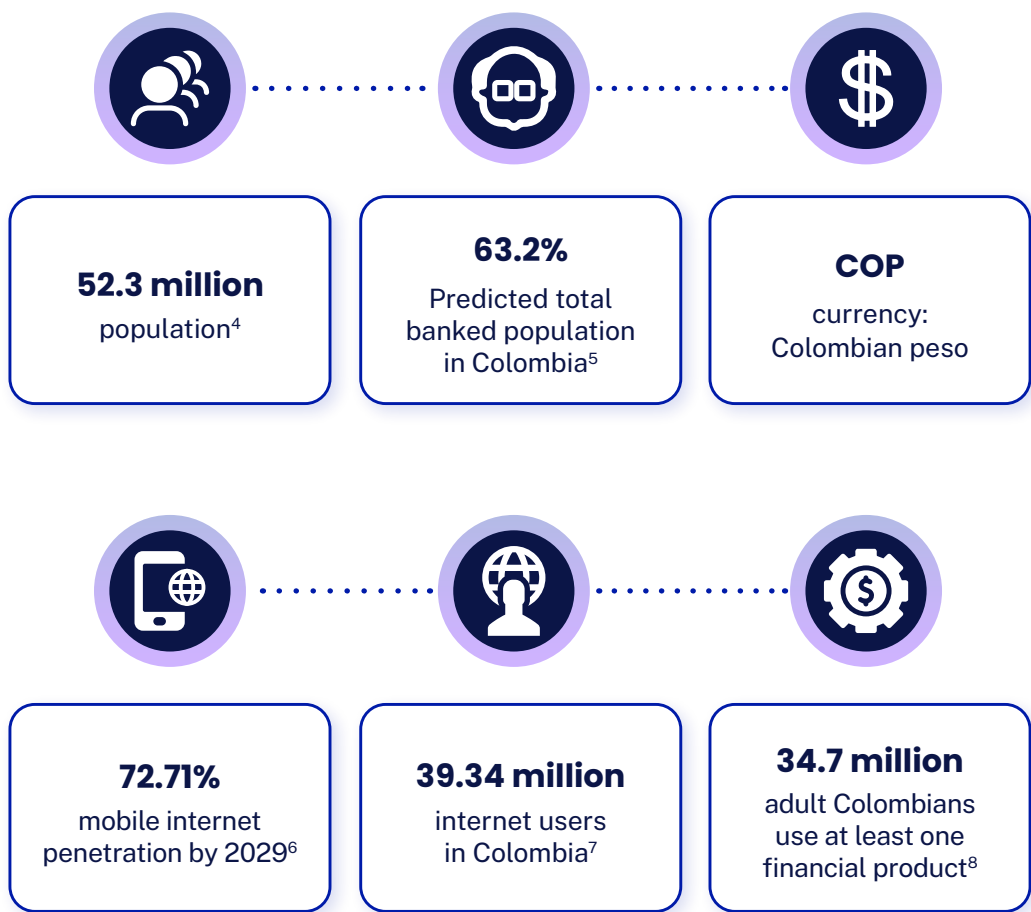 52.3 million
population⁴
63.2%
Predicted total
banked population
in Colombia⁵
COP
currency:
Colombian peso
72.71%
mobile internet
penetration by 2029⁶
39.34 million
internet users
in Colombia⁷
34.7 million
adult Colombians
use at least one
financial product⁸